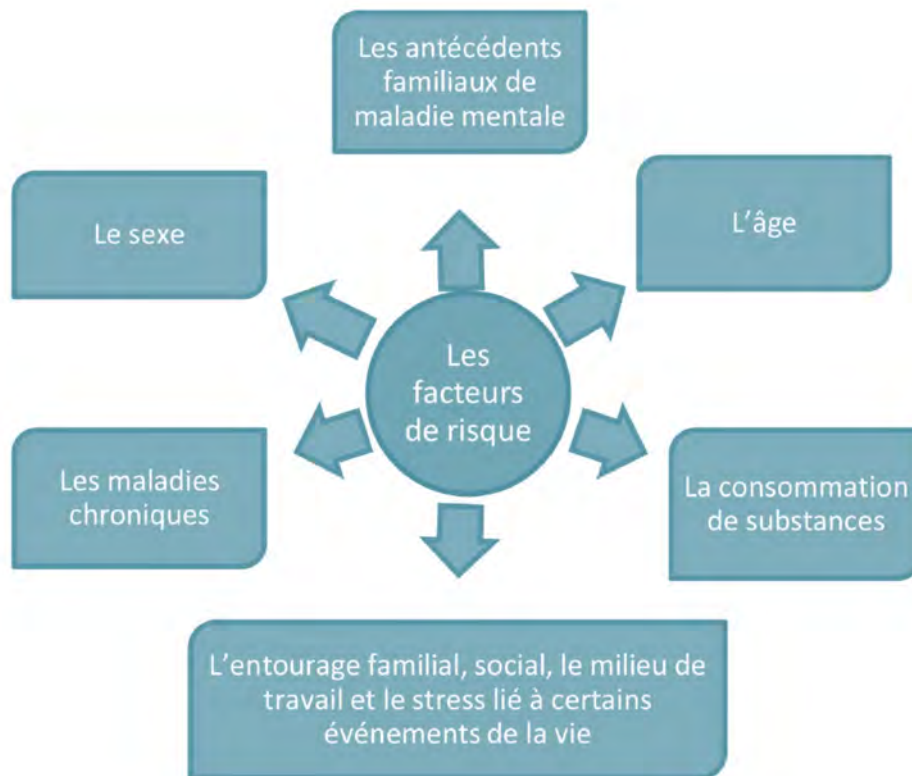 Les antécédents
familiaux de
maladie mentale
Le sexe
L'âge
Les
facteurs
de risque
Les maladies
chroniques
La consommation
de substances
L'entourage familial, social, le milieu de
travail et le stress lié à certains
événements de la vie